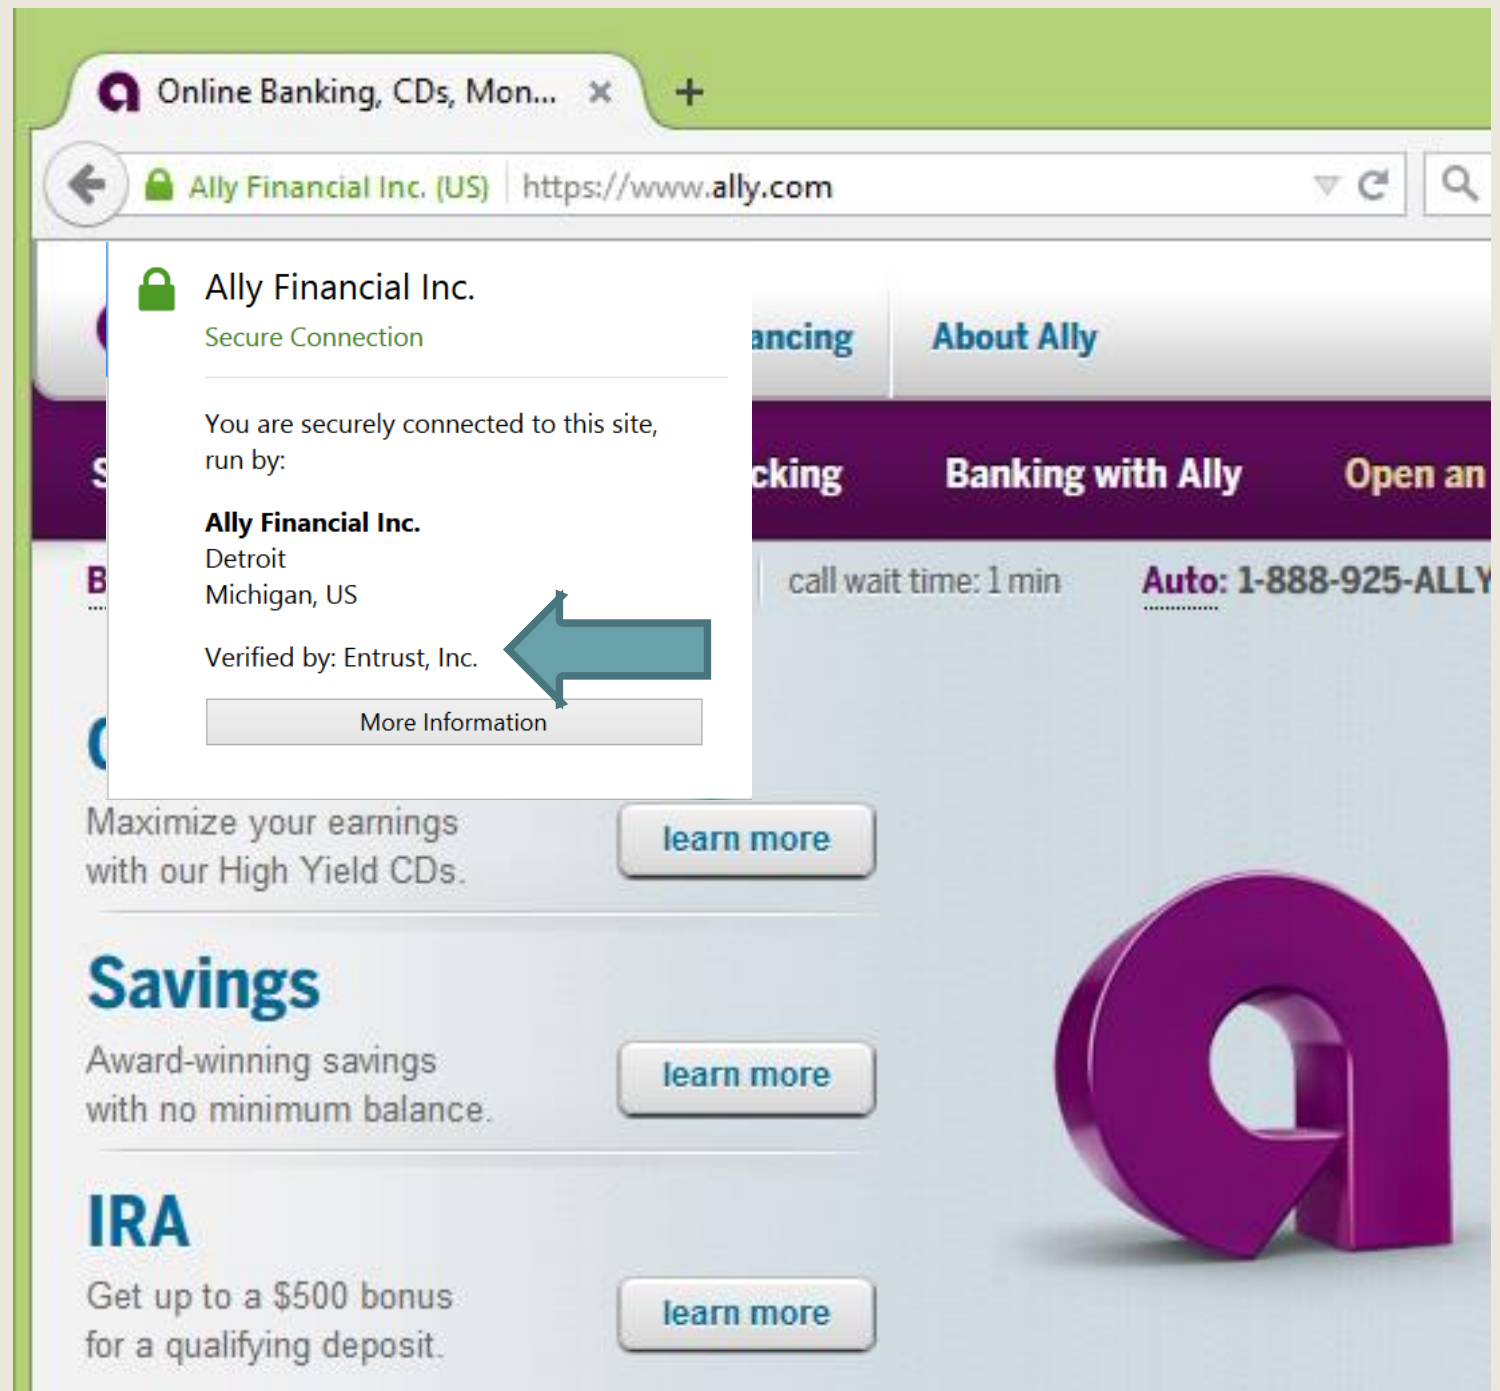 Online Banking, CDs, Mon...
Ally Financial Inc. (US) https://www.ally.com
Ally Financial Inc.
Secure Connection
You are securely connected to this site,
run by:
Ally Financial Inc.
Detroit
Michigan, US
Verified by: Entrust, Inc.
More Information
ancing About Ally
cking Banking with Ally Open an
call wait time: 1 min Auto: 1-888-925-ALLY
Maximize your earnings
with our High Yield CDs.
learn more
Savings
Award-winning savings
with no minimum balance.
learn more
IRA
Get up to a $500 bonus
for a qualifying deposit.
learn more